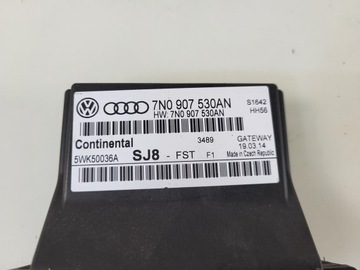 7N0 907 530AN
HW: 7N0 907 530AN
S1642
HH56
Continental
3489
GATEWAY
5WK50036A
SJ8 - FST F1
19.03.14
Made in Czech Republic